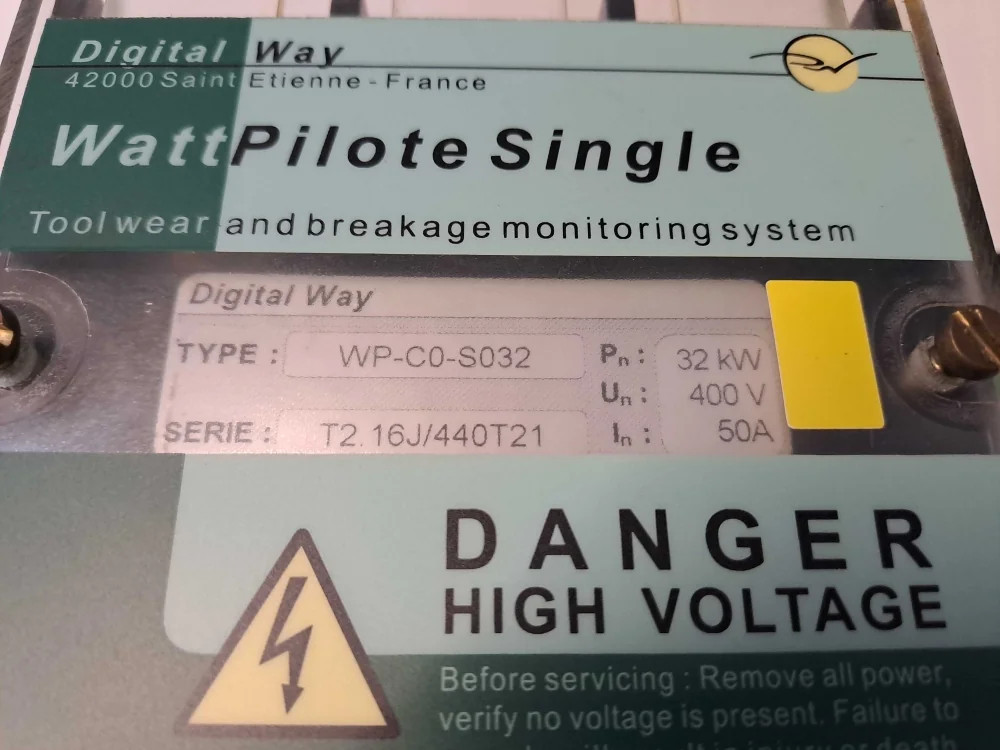 Digital Way
42000 Saint Etienne - France
WattPilote Single
Tool wear and breakage monitoring system
Digital Way
TYPE : WP-C0-S032 Pn : 32 kW
Un : 400 V
SERIE : T2.16J/440T21 In : 50A
DANGER
HIGH VOLTAGE
Before servicing : Remove all power,
verify no voltage is present. Failure to